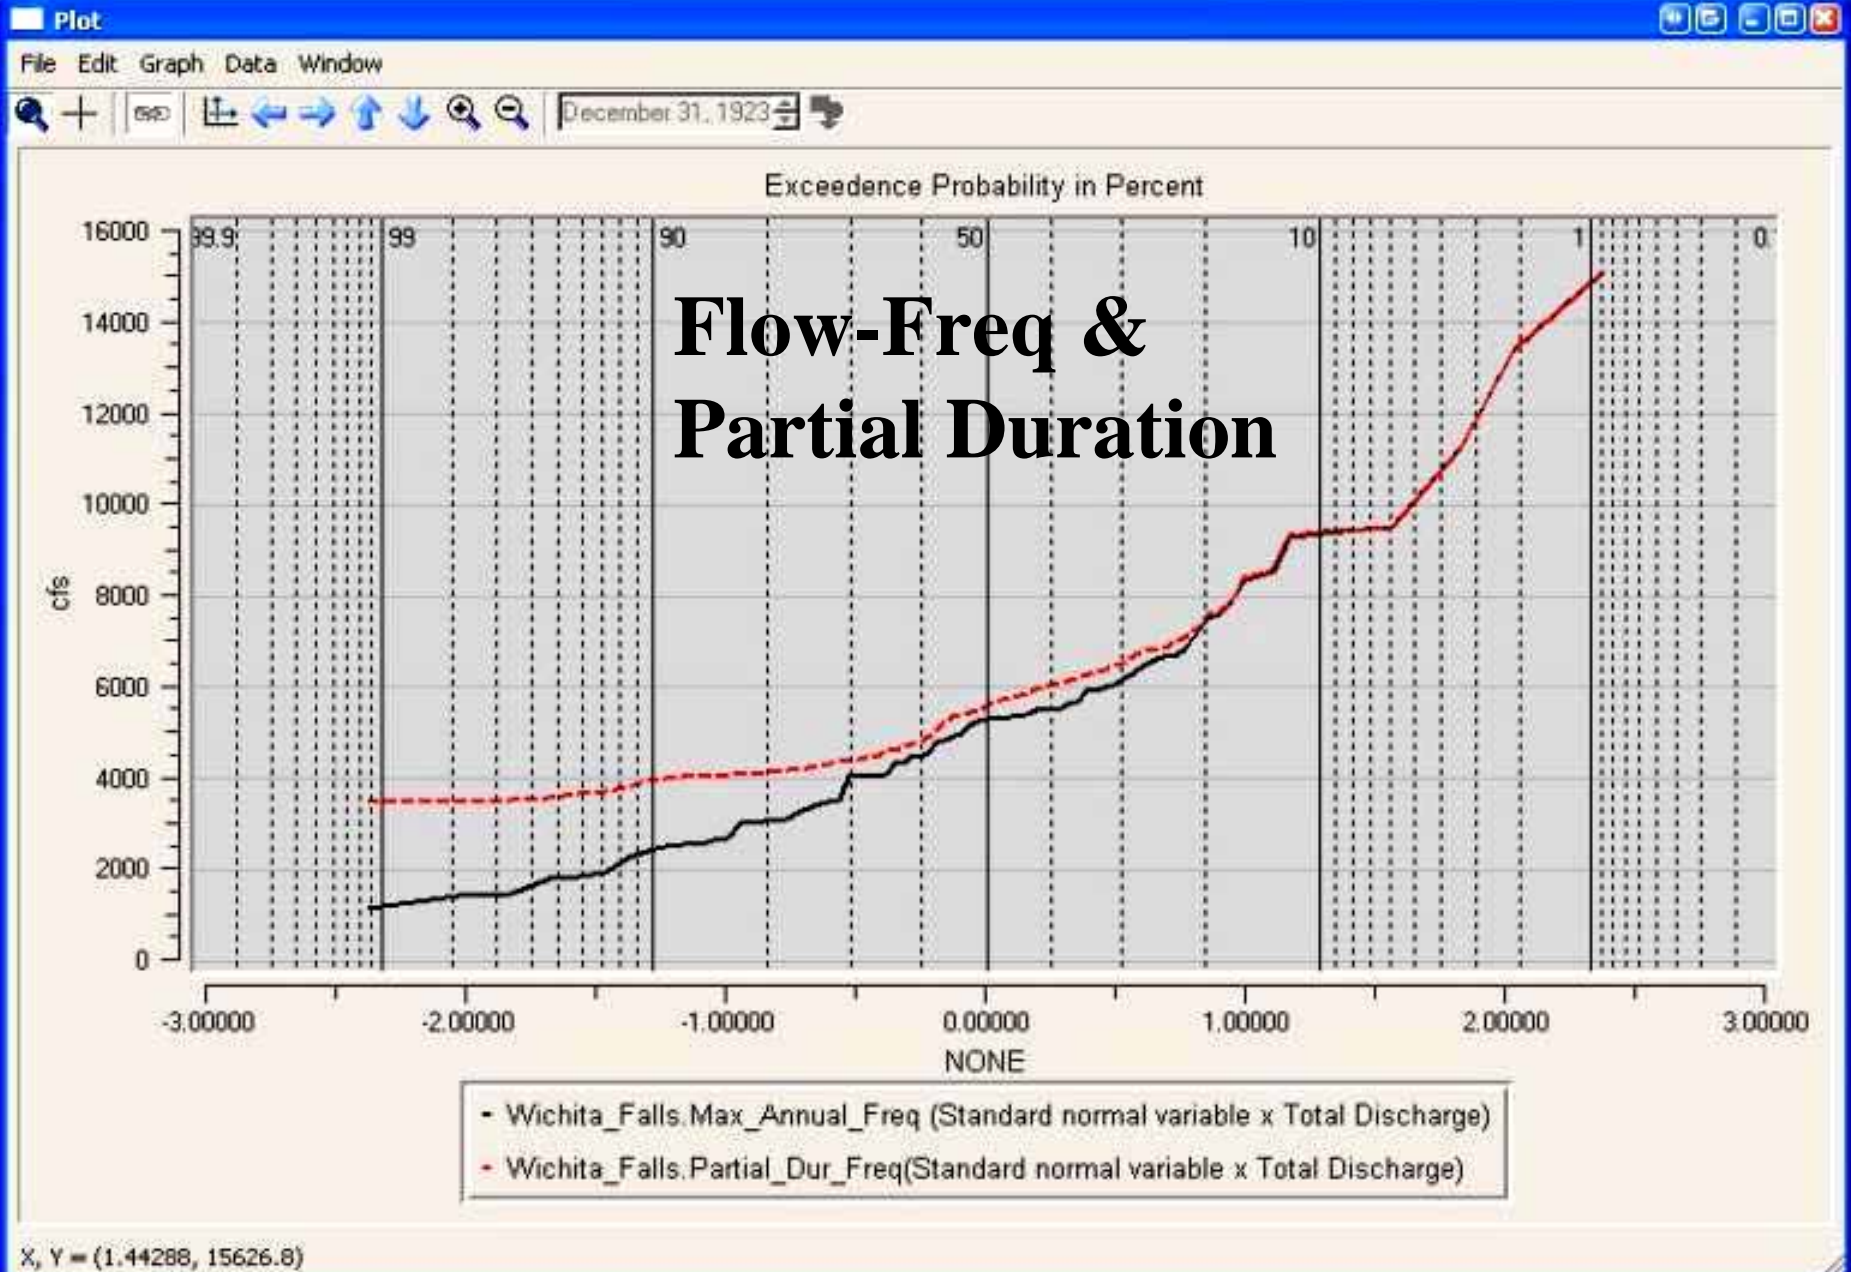 Plot
File Edit Graph Data Window
December 31, 1923
Exceedence Probability in Percent
99.9 99 90 50 10 1 0.
Flow-Freq &
Partial Duration
16000
14000
12000
10000
8000
6000
4000
2000
0
cfs
-3.00000 -2.00000 -1.00000 0.00000 1.00000 2.00000 3.00000
NONE
- Wichita_Falls.Max_Annual_Freq (Standard normal variable x Total Discharge)
- Wichita_Falls.Partial_Dur_Freq(Standard normal variable x Total Discharge)
X, Y = (1.44288, 15626.8)